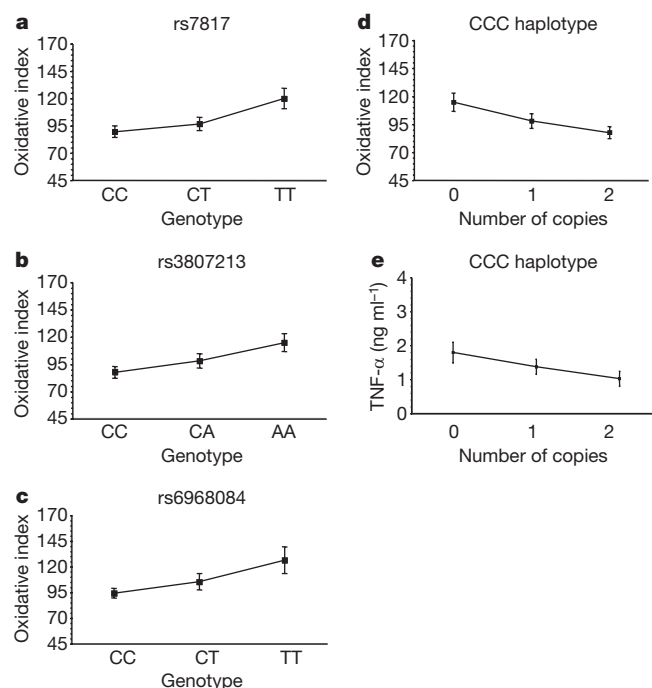 a
rs7817
Oxidative index
170
145
120
95
70
45
CC CT TT
Genotype
b
rs3807213
Oxidative index
170
145
120
95
70
45
CC CA AA
Genotype
c
rs6968084
Oxidative index
170
145
120
95
70
45
CC CT TT
Genotype
d
CCC haplotype
Oxidative index
170
145
120
95
70
45
0 1 2
Number of copies
e
CCC haplotype
TNF-α (ng ml⁻¹)
4
3
2
1
0
0 1 2
Number of copies